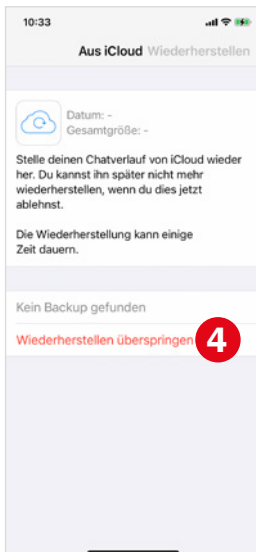 10:33
Aus iCloud Wiederherstellen
Datum: -
Gesamtgröße: -
Stelle deinen Chatverlauf von iCloud wieder
her. Du kannst ihn später nicht mehr
wiederherstellen, wenn du dies jetzt
ablehnst.
Die Wiederherstellung kann einige
Zeit dauern.
Kein Backup gefunden
Wiederherstellen überspringen 4